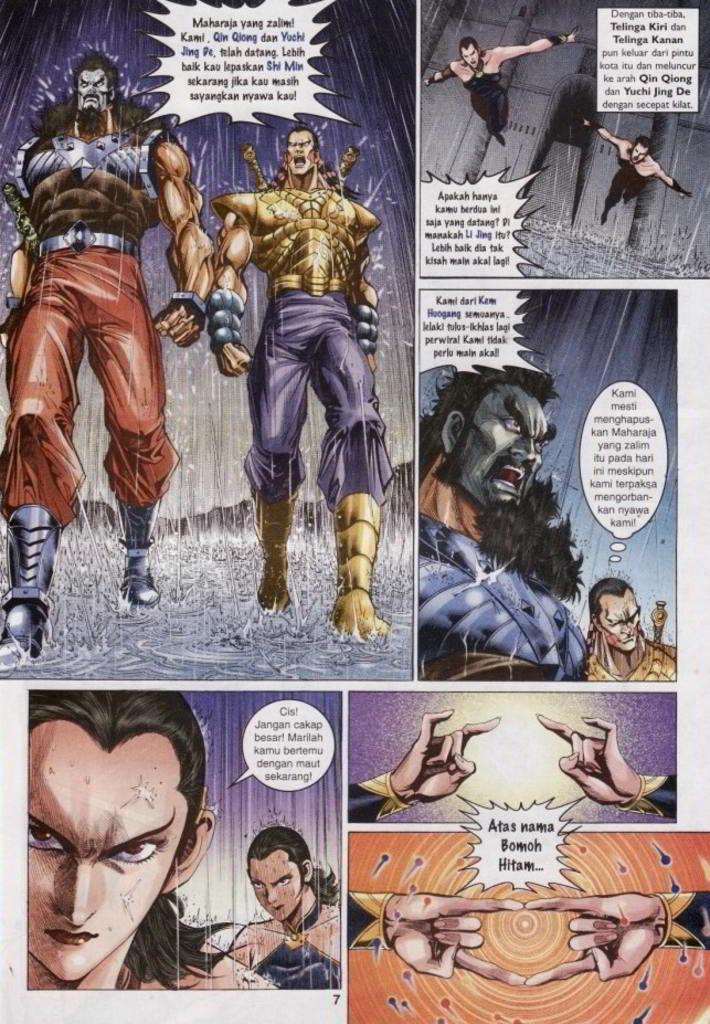 Maharaja yang zalim!
Kami, Qin Qiong dan Yuchi
Jing De, telah datang. Lebih
baik kau lepaskan Shi Min
sekarang jika kau masih
sayangkan nyawa kau!
Dengan tiba-tiba,
Telinga Kiri dan
Telinga Kanan
pun keluar dari pintu
kota itu dan meluncur
ke arah Qin Qiong
dan Yuchi Jing De
dengan secepat kilat.
Apakah hanya
kamu berdua ini
saja yang datang? Di
manakah Li Jing itu?
Lebih baik dia tak
kisah main akal lagi!
Kami dari Kem
Huogang semuanya
lelaki tulus-ikhlas lagi
perwira! Kami tidak
perlu main akal!
Kami
mesti
menghapus-
kan Maharaja
yang zalim
itu pada hari
ini meskipun
kami terpaksa
mengorban-
kan nyawa
kami!
Cis!
Jangan cakap
besar! Marilah
kamu bertemu
dengan maut
sekarang!
Atas nama
Bomoh
Hitam...
7